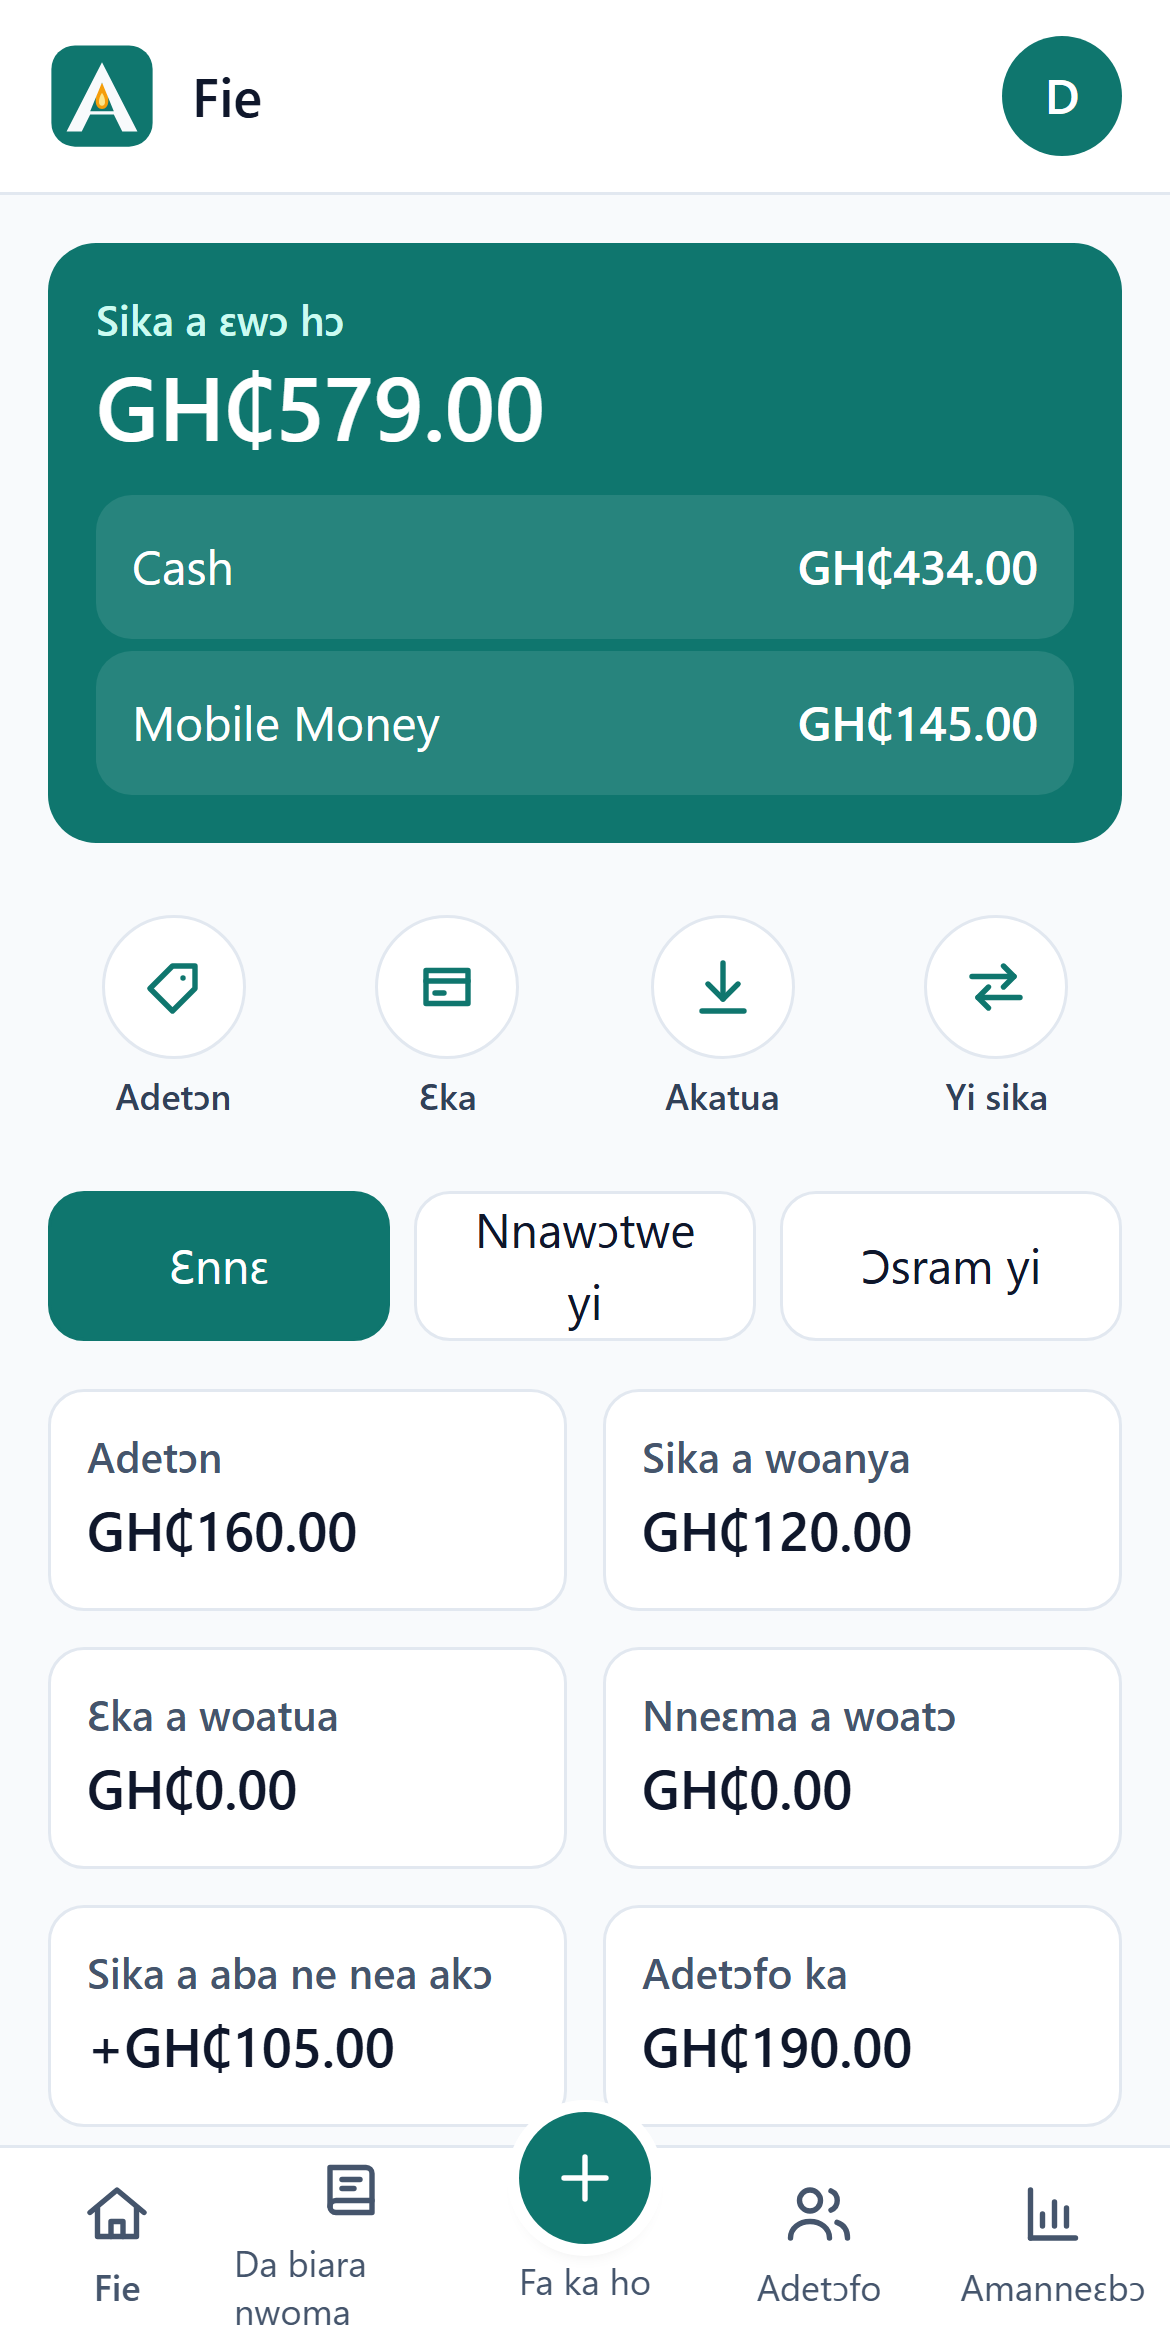 Fie
D
Sika a ɛwɔ hɔ
GH₵579.00
Cash
GH₵434.00
Mobile Money
GH₵145.00
Adetɔn
Ɛka
Akatua
Yi sika
Ɛnnɛ
Nnawɔtwe
yi
Ɔsram yi
Adetɔn
GH₵160.00
Sika a woanya
GH₵120.00
Ɛka a woatua
GH₵0.00
Nneɛma a woatɔ
GH₵0.00
Sika a aba ne nea akɔ
+GH₵105.00
Adetɔfo ka
GH₵190.00
Fie
Da biara
nwoma
Fa ka ho
Adetɔfo
Amanneɛbɔ